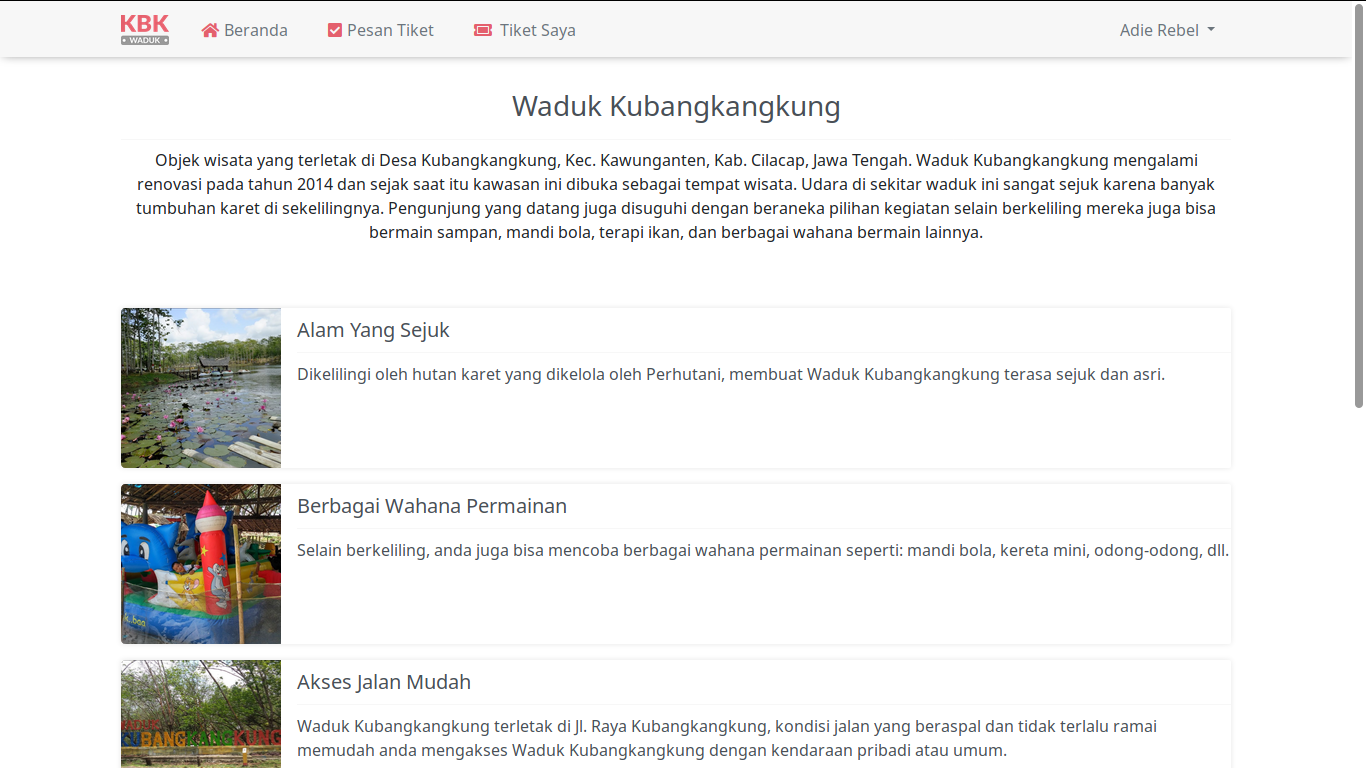 KBK
WADUK
Beranda
Pesan Tiket
Tiket Saya
Adie Rebel
Waduk Kubangkangkung
Objek wisata yang terletak di Desa Kubangkangkung, Kec. Kawunganten, Kab. Cilacap, Jawa Tengah. Waduk Kubangkangkung mengalami
renovasi pada tahun 2014 dan sejak saat itu kawasan ini dibuka sebagai tempat wisata. Udara di sekitar waduk ini sangat sejuk karena banyak
tumbuhan karet di sekelilingnya. Pengunjung yang datang juga disuguhi dengan beraneka pilihan kegiatan selain berkeliling mereka juga bisa
bermain sampan, mandi bola, terapi ikan, dan berbagai wahana bermain lainnya.
Alam Yang Sejuk
Dikelilingi oleh hutan karet yang dikelola oleh Perhutani, membuat Waduk Kubangkangkung terasa sejuk dan asri.
Berbagai Wahana Permainan
Selain berkeliling, anda juga bisa mencoba berbagai wahana permainan seperti: mandi bola, kereta mini, odong-odong, dll.
Akses Jalan Mudah
Waduk Kubangkangkung terletak di Jl. Raya Kubangkangkung, kondisi jalan yang beraspal dan tidak terlalu ramai
memudah anda mengakses Waduk Kubangkangkung dengan kendaraan pribadi atau umum.